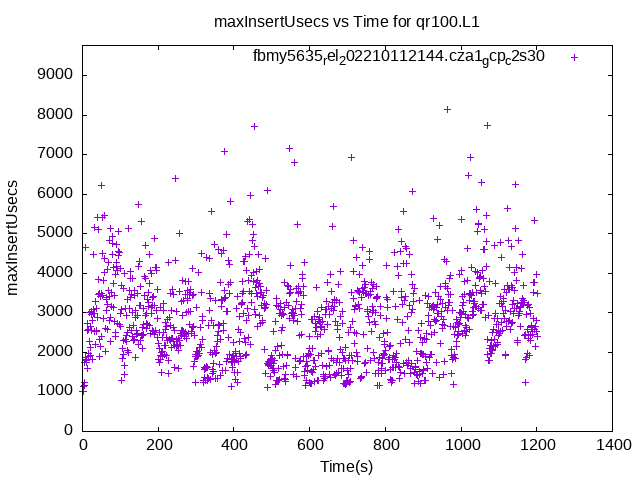 maxInsertUsecs vs Time for qr100.L1
fbmy5635rel202210112144.cza1gcpc2s30
9000
8000
7000
6000
5000
4000
3000
2000
1000
0
maxInsertUsecs
0 200 400 600 800 1000 1200 1400
Time(s)